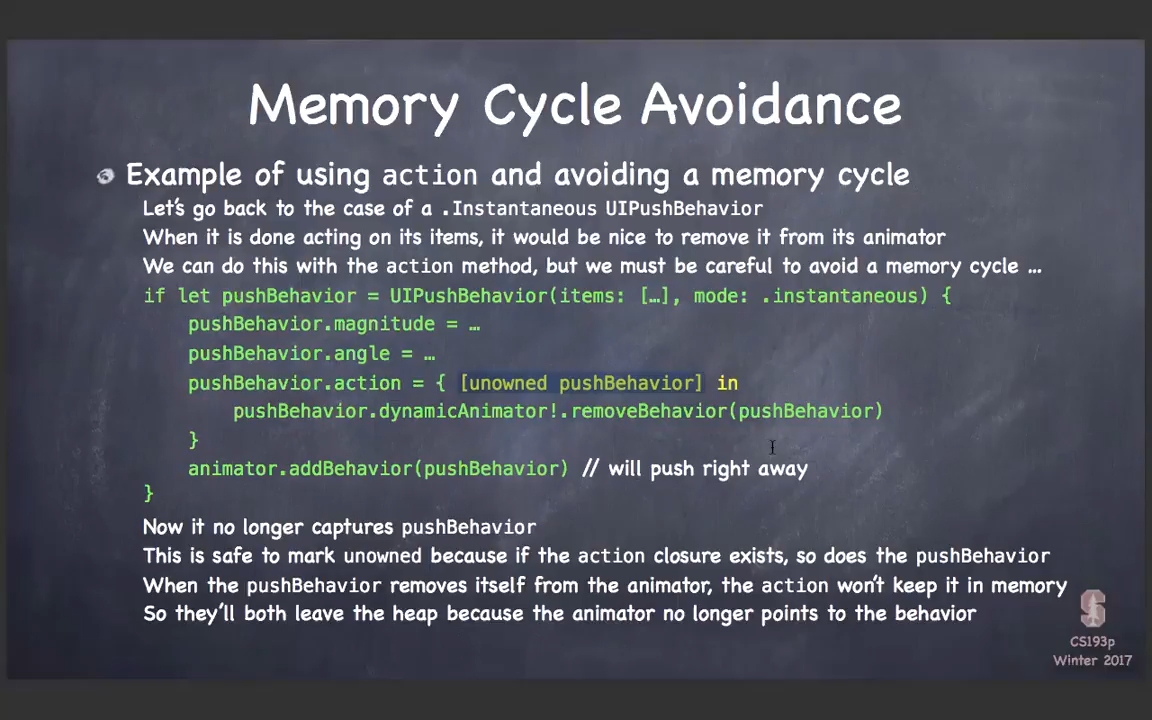 Memory Cycle Avoidance
Example of using action and avoiding a memory cycle
Let's go back to the case of a .Instantaneous UIPushBehavior
When it is done acting on its items, it would be nice to remove it from its animator
We can do this with the action method, but we must be careful to avoid a memory cycle …
if let pushBehavior = UIPushBehavior(items: […], mode: .instantaneous) {
pushBehavior.magnitude = …
pushBehavior.angle = …
pushBehavior.action = { [unowned pushBehavior] in
pushBehavior.dynamicAnimator!.removeBehavior(pushBehavior)
}
animator.addBehavior(pushBehavior) // will push right away
}
Now it no longer captures pushBehavior
This is safe to mark unowned because if the action closure exists, so does the pushBehavior
When the pushBehavior removes itself from the animator, the action won't keep it in memory
So they'll both leave the heap because the animator no longer points to the behavior
CS193p
Winter 2017